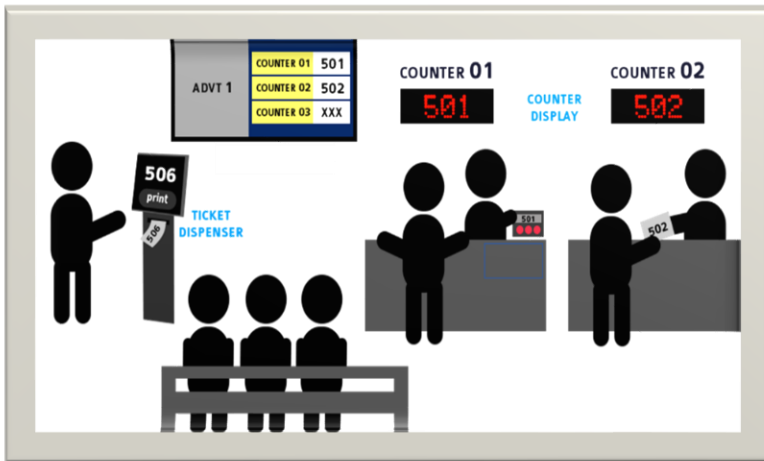 ADVT 1
COUNTER 01 501
COUNTER 02 502
COUNTER 03 XXX
COUNTER 01
501
COUNTER
DISPLAY
COUNTER 02
502
506
print
506
TICKET
DISPENSER
501
502